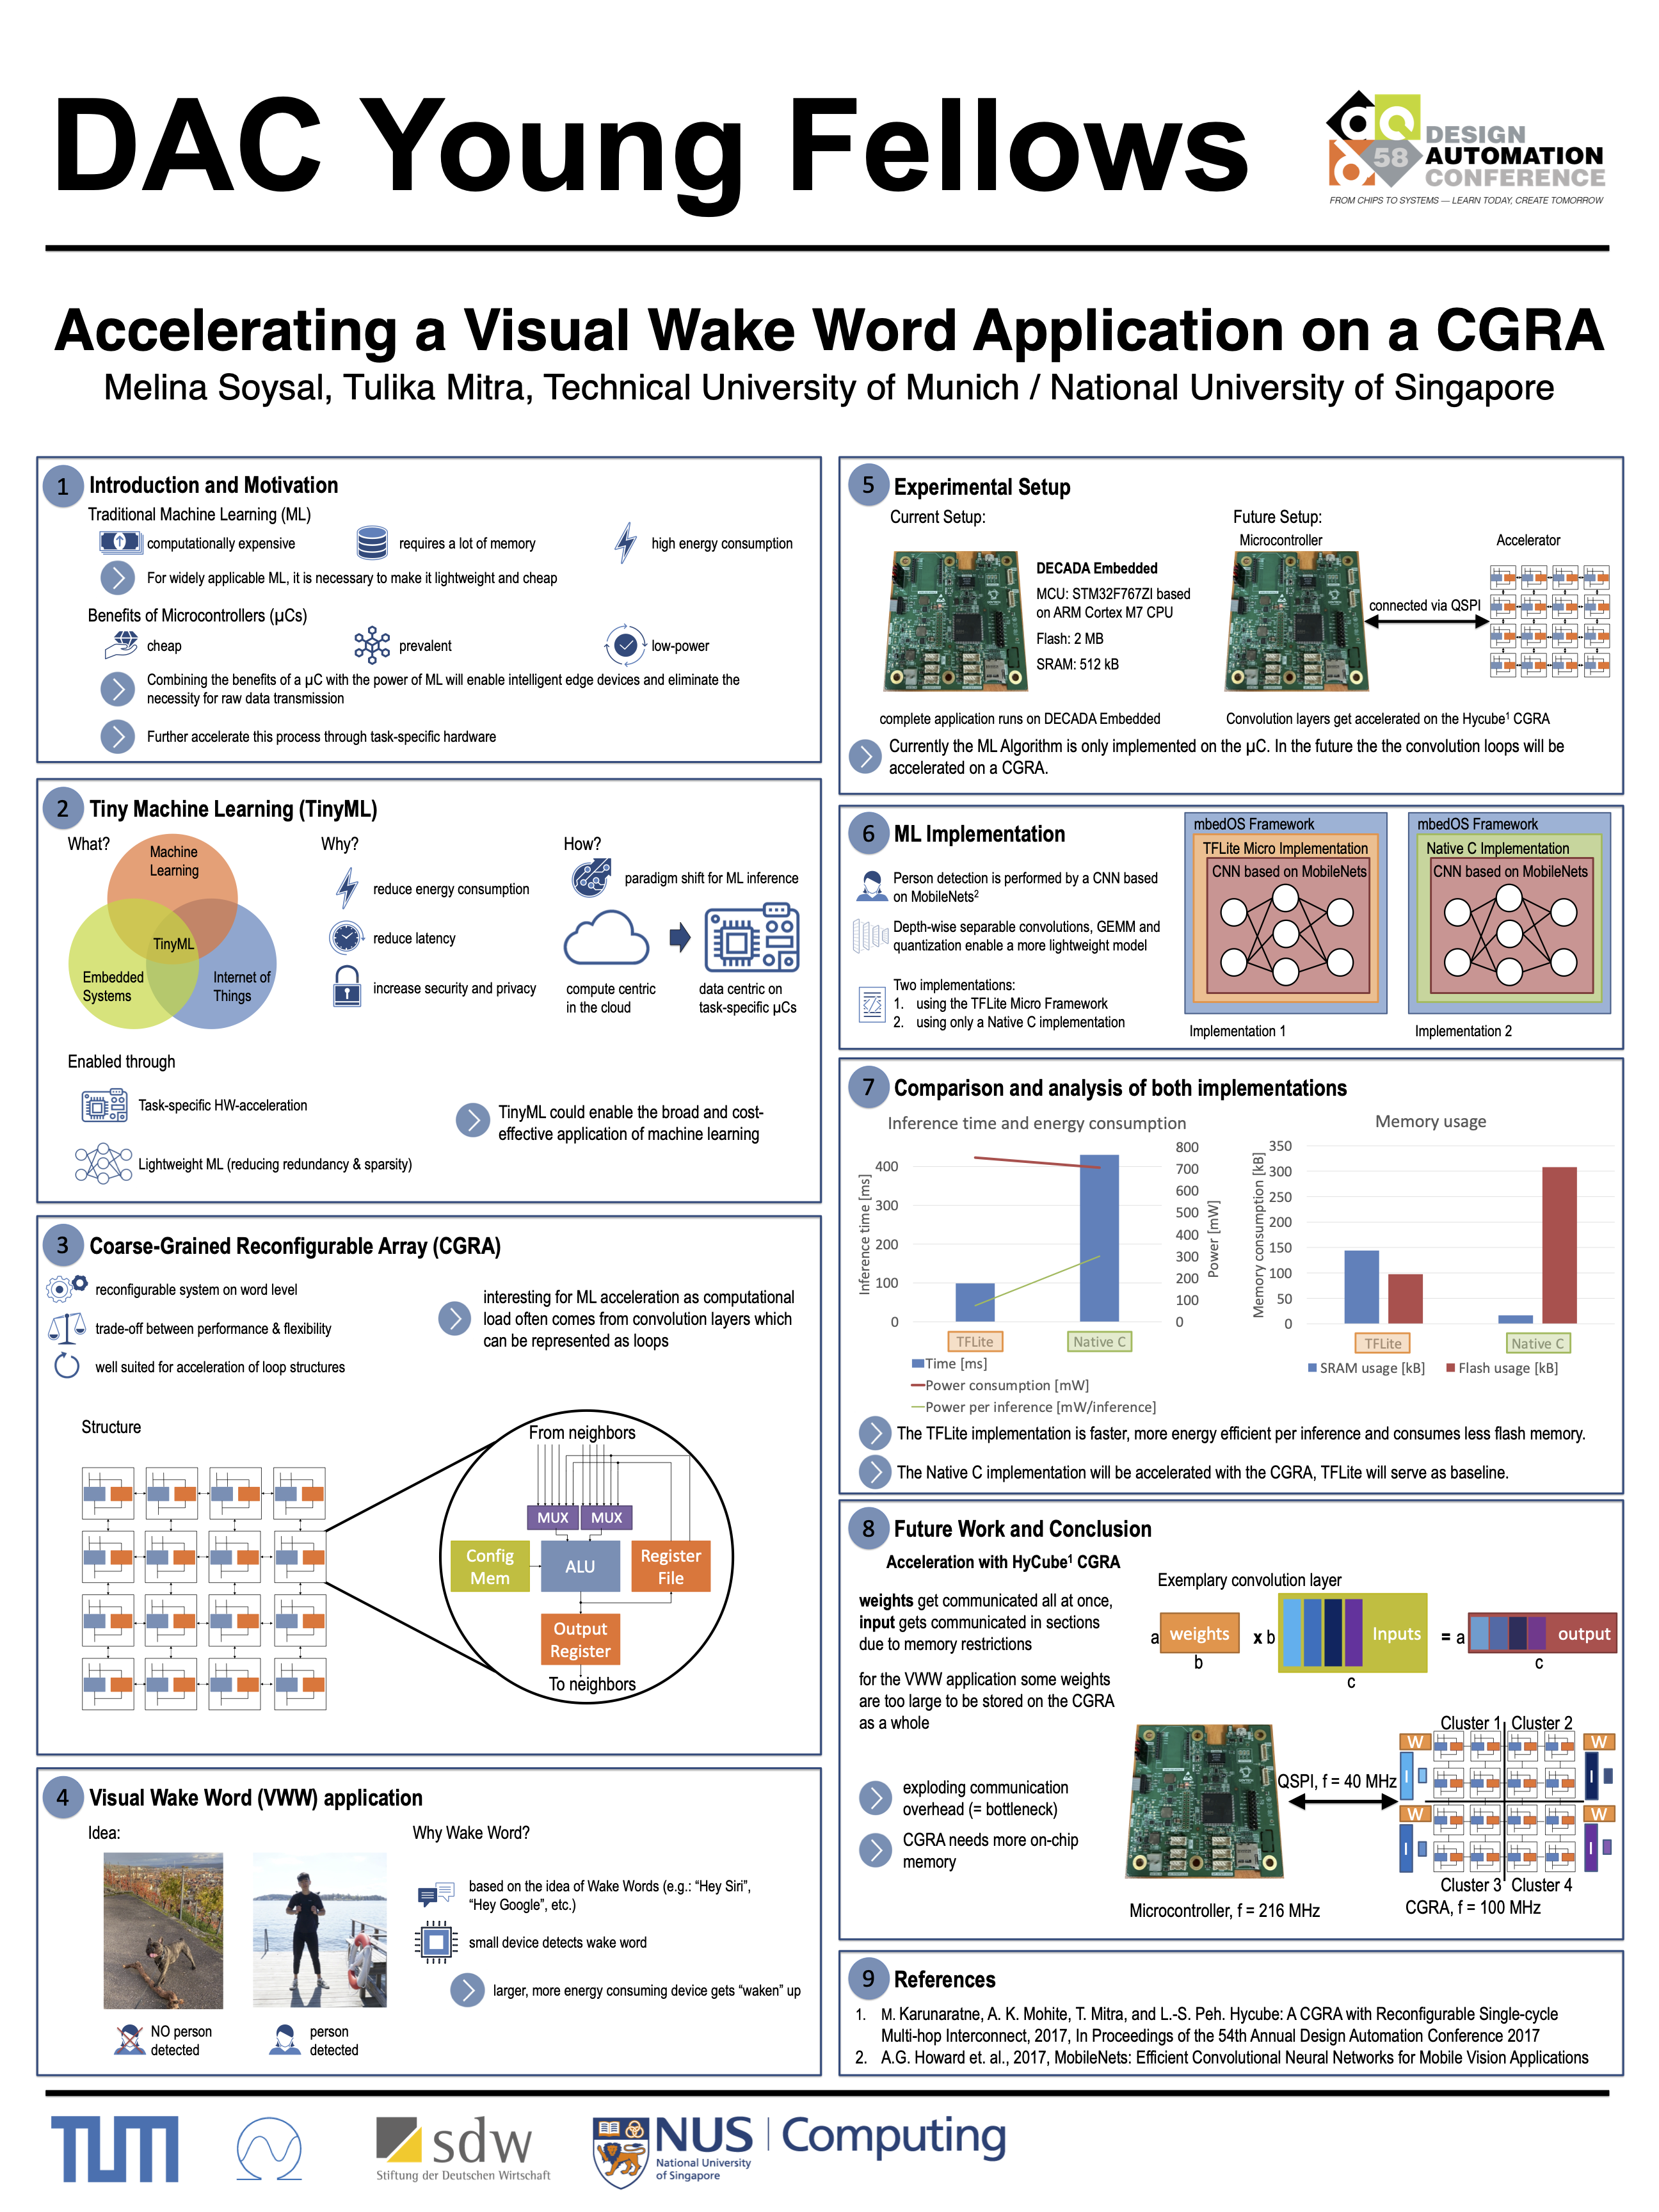 DAC Young Fellows
58
DESIGN
AUTOMATION
CONFERENCE
FROM CHIPS TO SYSTEMS — LEARN TODAY, CREATE TOMORROW
Accelerating a Visual Wake Word Application on a CGRA
Melina Soysal, Tulika Mitra, Technical University of Munich / National University of Singapore
1 Introduction and Motivation
Traditional Machine Learning (ML)
computationally expensive
requires a lot of memory
high energy consumption
For widely applicable ML, it is necessary to make it lightweight and cheap
Benefits of Microcontrollers (µCs)
cheap
prevalent
low-power
Combining the benefits of a µC with the power of ML will enable intelligent edge devices and eliminate the
necessity for raw data transmission
Further accelerate this process through task-specific hardware
2 Tiny Machine Learning (TinyML)
What?
Machine
Learning
TinyML
Embedded
Systems
Internet of
Things
Why?
reduce energy consumption
reduce latency
increase security and privacy
How?
paradigm shift for ML inference
compute centric
in the cloud
data centric on
task-specific µCs
Enabled through
Task-specific HW-acceleration
Lightweight ML (reducing redundancy & sparsity)
TinyML could enable the broad and cost-
effective application of machine learning
3 Coarse-Grained Reconfigurable Array (CGRA)
reconfigurable system on word level
trade-off between performance & flexibility
well suited for acceleration of loop structures
interesting for ML acceleration as computational
load often comes from convolution layers which
can be represented as loops
Structure
From neighbors
MUX
MUX
Config
Mem
ALU
Register
File
Output
Register
To neighbors
4 Visual Wake Word (VWW) application
Idea:
NO person
detected
person
detected
Why Wake Word?
based on the idea of Wake Words (e.g.: “Hey Siri”,
“Hey Google”, etc.)
small device detects wake word
larger, more energy consuming device gets “waken” up
5 Experimental Setup
Current Setup:
DECADA Embedded
MCU: STM32F767ZI based
on ARM Cortex M7 CPU
Flash: 2 MB
SRAM: 512 kB
complete application runs on DECADA Embedded
Future Setup:
Microcontroller
connected via QSPI
Accelerator
Convolution layers get accelerated on the Hycube¹ CGRA
Currently the ML Algorithm is only implemented on the µC. In the future the the convolution loops will be
accelerated on a CGRA.
6 ML Implementation
Person detection is performed by a CNN based
on MobileNets²
Depth-wise separable convolutions, GEMM and
quantization enable a more lightweight model
Two implementations:
1. using the TFLite Micro Framework
2. using only a Native C implementation
mbedOS Framework
TFLite Micro Implementation
CNN based on MobileNets
Implementation 1
mbedOS Framework
Native C Implementation
CNN based on MobileNets
Implementation 2
7 Comparison and analysis of both implementations
Inference time and energy consumption
Inference time [ms]
400
300
200
100
0
800
700
600
500
400
300
200
100
0
Power [mW]
TFLite
Native C
Time [ms]
Power consumption [mW]
Power per inference [mW/inference]
Memory usage
Memory consumption [kB]
350
300
250
200
150
100
50
0
TFLite
Native C
SRAM usage [kB]
Flash usage [kB]
The TFLite implementation is faster, more energy efficient per inference and consumes less flash memory.
The Native C implementation will be accelerated with the CGRA, TFLite will serve as baseline.
8 Future Work and Conclusion
Acceleration with HyCube¹ CGRA
weights get communicated all at once,
input gets communicated in sections
due to memory restrictions
for the VWW application some weights
are too large to be stored on the CGRA
as a whole
exploding communication
overhead (= bottleneck)
CGRA needs more on-chip
memory
Exemplary convolution layer
a weights x b Inputs = a output
b
c
c
Cluster 1 Cluster 2
W
W
I
I
QSPI, f = 40 MHz
W
W
I
I
Cluster 3 Cluster 4
Microcontroller, f = 216 MHz
CGRA, f = 100 MHz
9 References
1. M. Karunaratne, A. K. Mohite, T. Mitra, and L.-S. Peh. Hycube: A CGRA with Reconfigurable Single-cycle
Multi-hop Interconnect, 2017, In Proceedings of the 54th Annual Design Automation Conference 2017
2. A.G. Howard et. al., 2017, MobileNets: Efficient Convolutional Neural Networks for Mobile Vision Applications
TUM
sdw
Stiftung der Deutschen Wirtschaft
NUS
National University
of Singapore
Computing